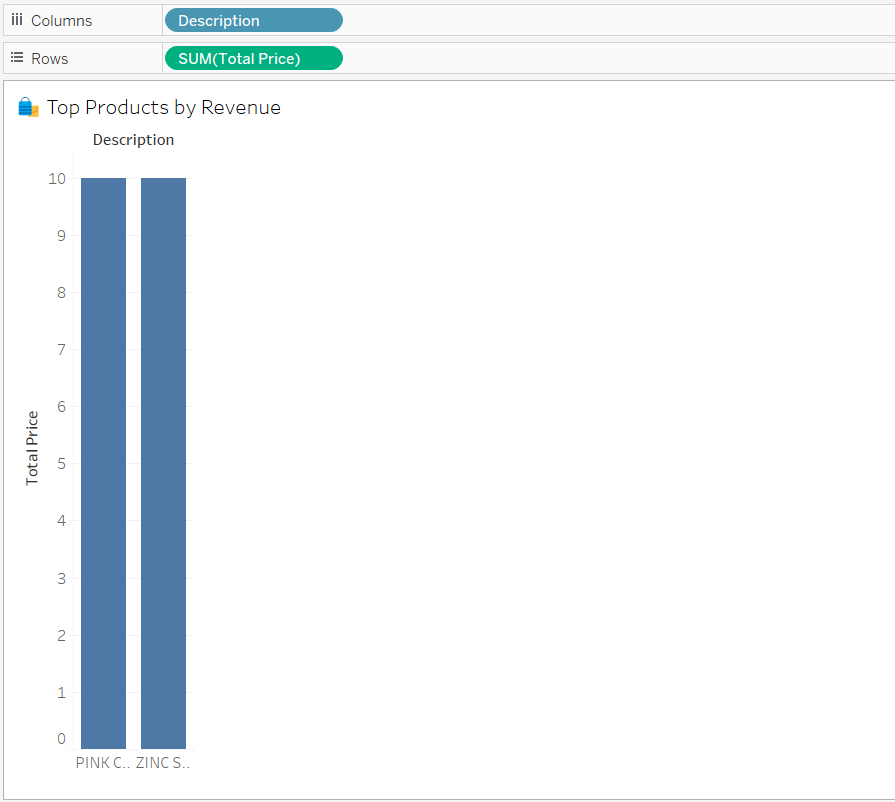 Columns Description
Rows SUM(Total Price)
Top Products by Revenue
Description
10
9
8
7
6
5
4
3
2
1
0
Total Price
PINK C.. ZINC S..